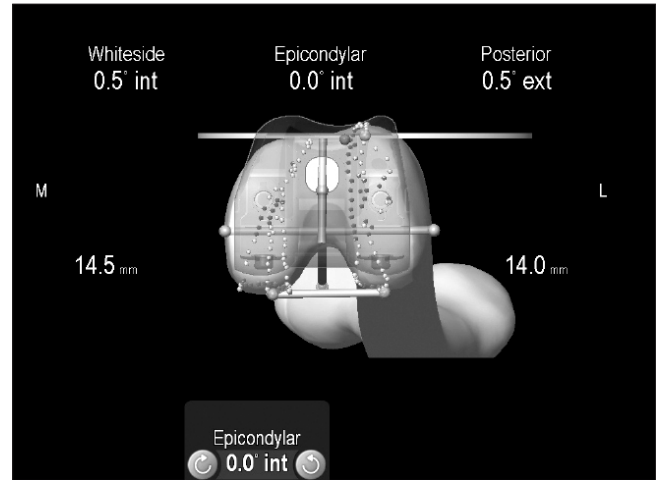 Whiteside Epicondylar Posterior
0.5° int 0.0° int 0.5° ext
M L
14.5 mm 14.0 mm
Epicondylar
0.0° int